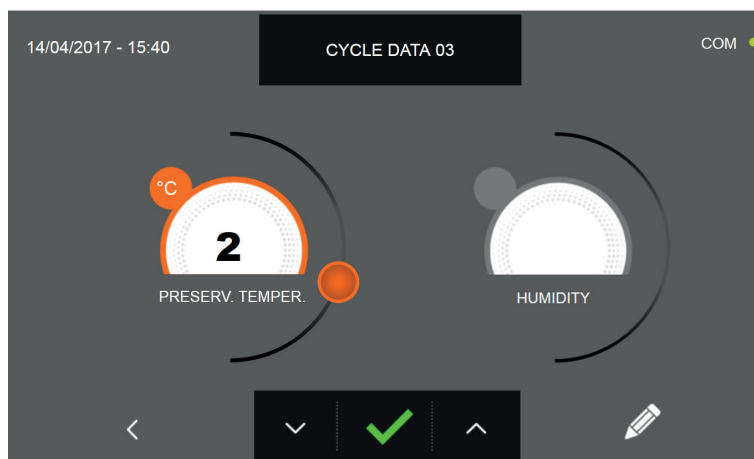 14/04/2017 - 15:40
CYCLE DATA 03
COM
°C
2
PRESERV. TEMPER.
HUMIDITY